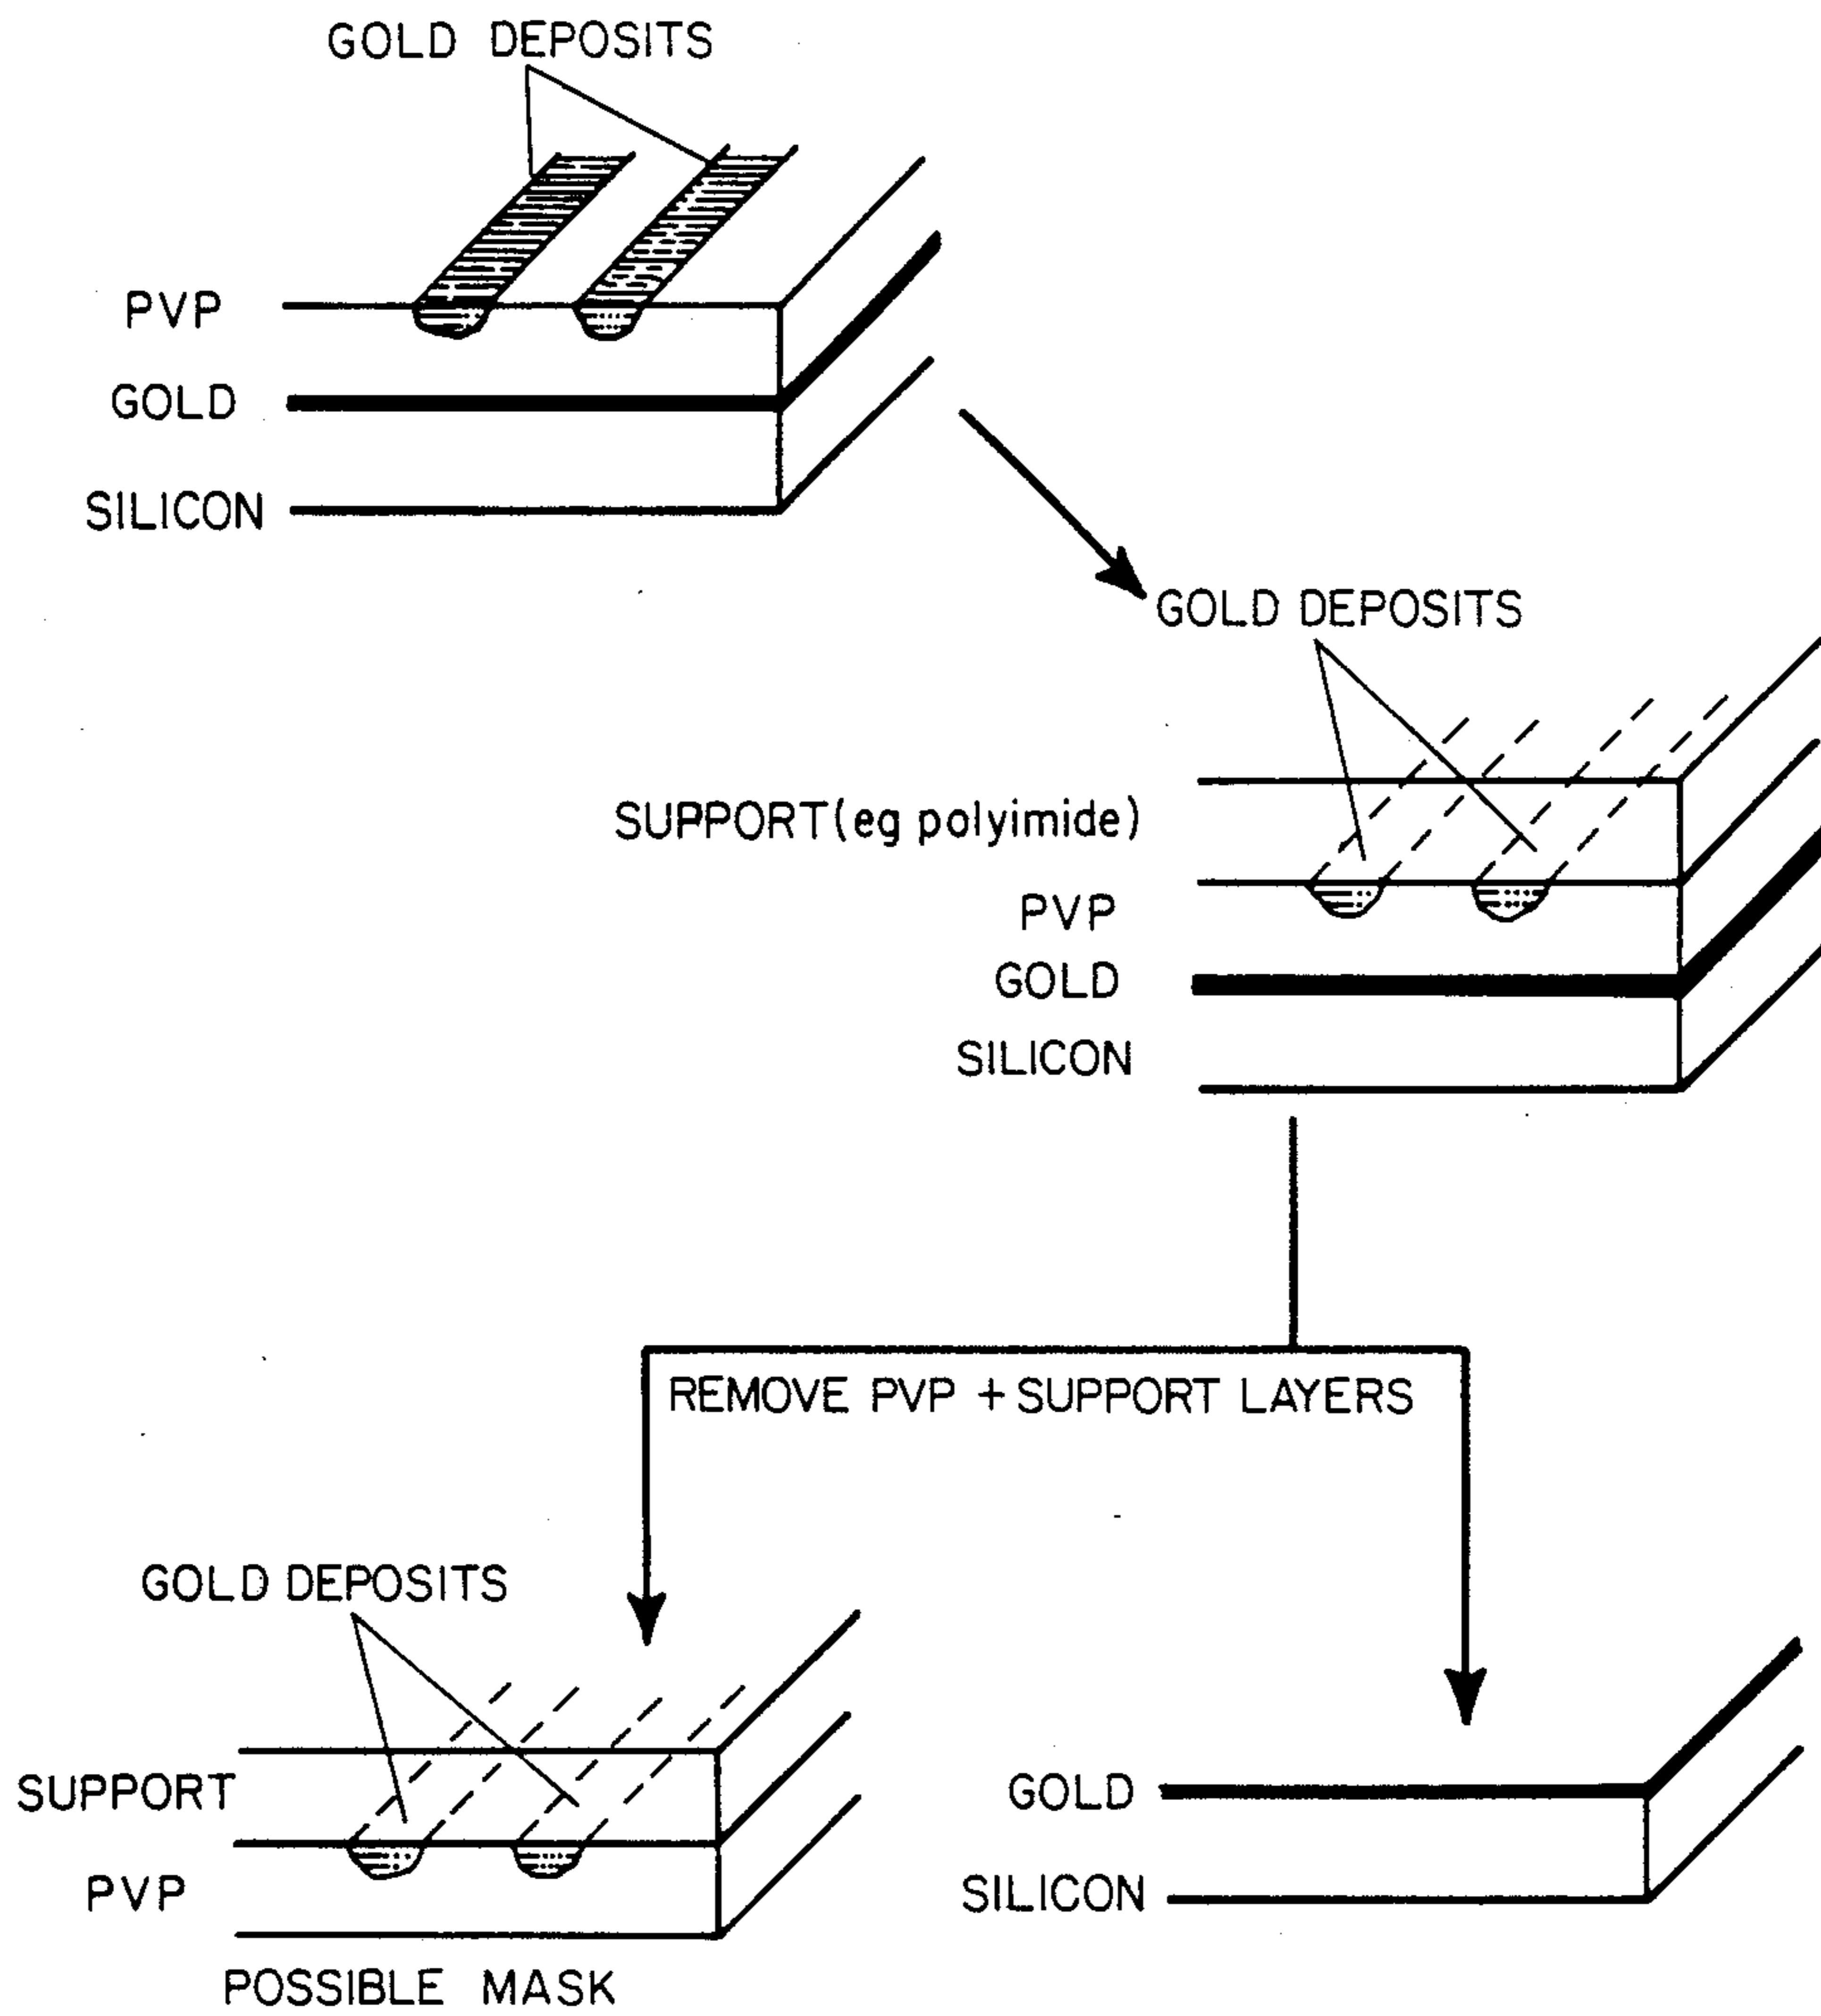 GOLD DEPOSITS
PVP
GOLD
SILICON
GOLD DEPOSITS
SUPPORT (eg polyimide)
PVP
GOLD
SILICON
REMOVE PVP + SUPPORT LAYERS
GOLD DEPOSITS
SUPPORT
PVP
POSSIBLE MASK
GOLD
SILICON